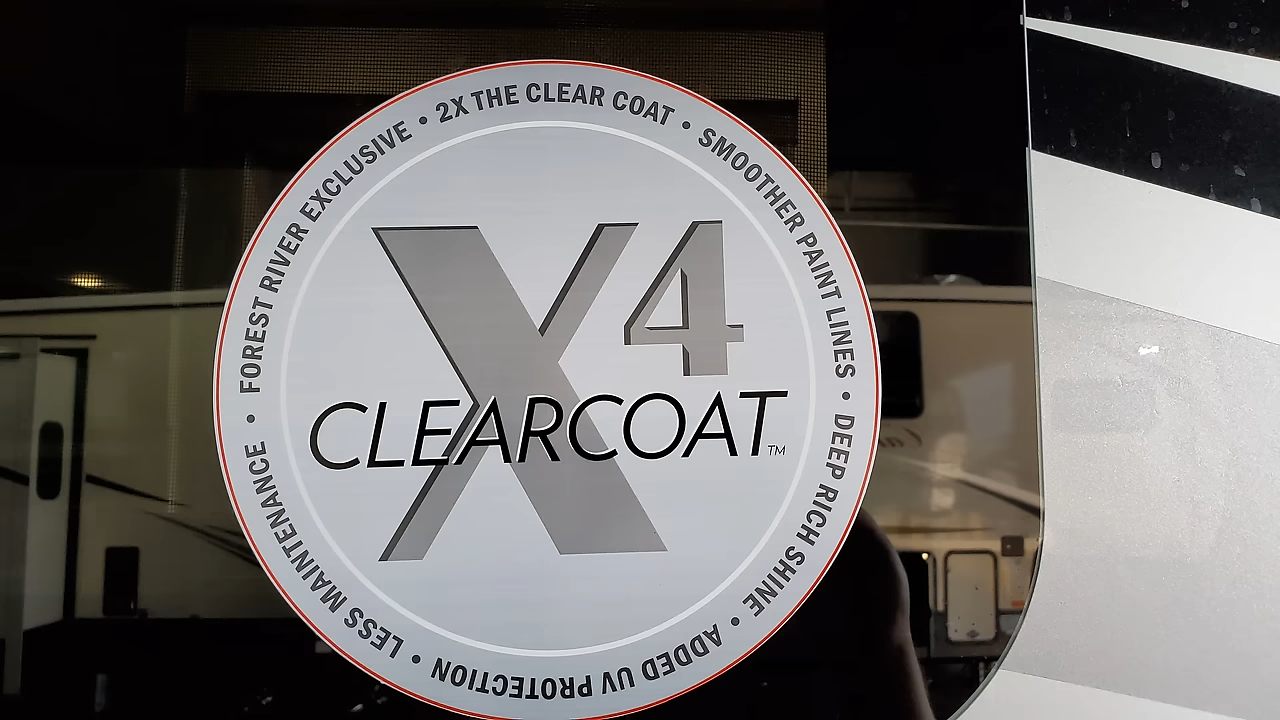 FOREST RIVER EXCLUSIVE • 2X THE CLEAR COAT • SMOOTHER PAINT LINES • DEEP RICH SHINE • ADDED UV PROTECTION • LESS MAINTENANCE •
X4
CLEARCOAT™